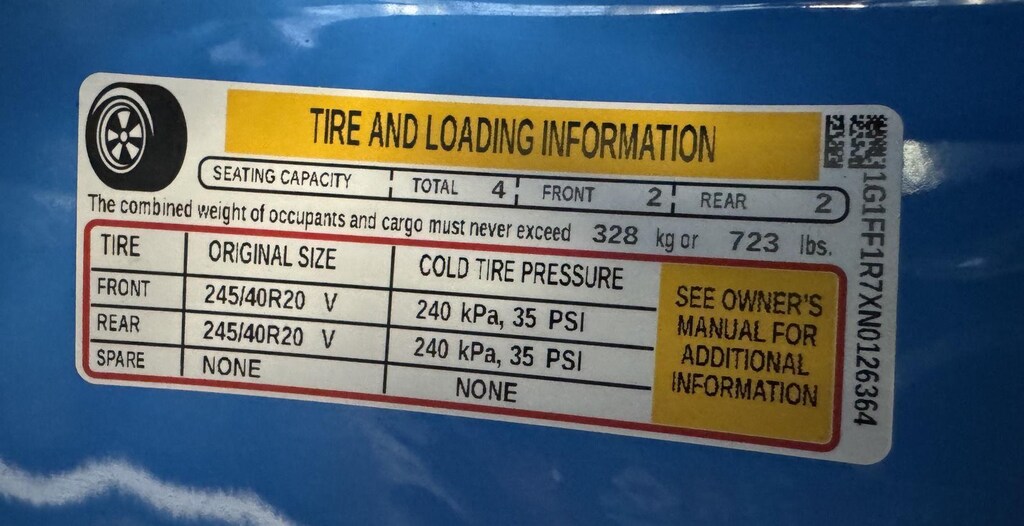 TIRE AND LOADING INFORMATION
SEATING CAPACITY TOTAL 4 FRONT 2 REAR 2
The combined weight of occupants and cargo must never exceed 328 kg or 723 lbs.
TIRE ORIGINAL SIZE COLD TIRE PRESSURE
FRONT 245/40R20 V 240 kPa, 35 PSI
REAR 245/40R20 V 240 kPa, 35 PSI
SPARE NONE NONE
SEE OWNER'S
MANUAL FOR
ADDITIONAL
INFORMATION
1G1FF1R7XN0126364